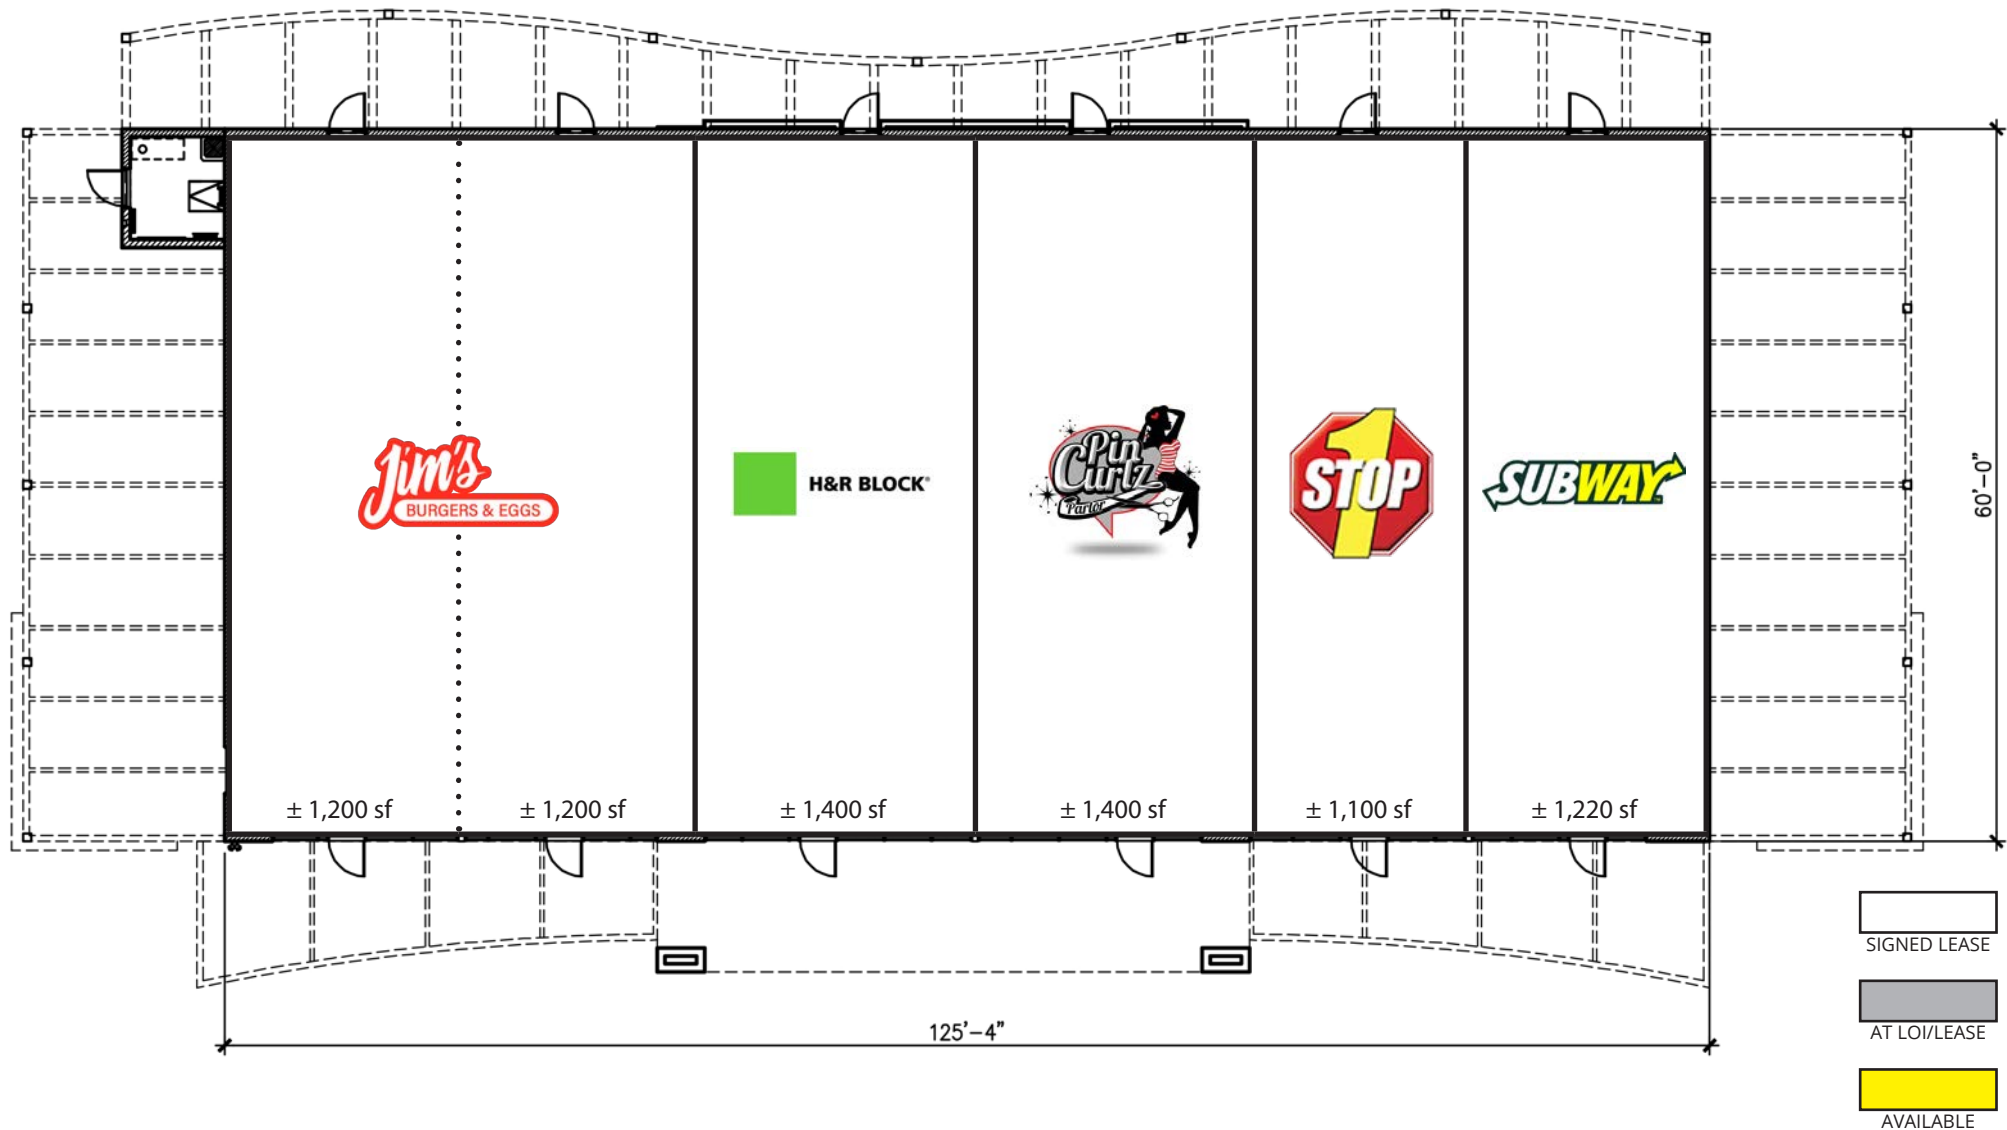 Jim's
BURGERS & EGGS
H&R BLOCK®
Pin
Curlz
Parlor
1
STOP
SUBWAY
60'-0"
± 1,200 sf
± 1,200 sf
± 1,400 sf
± 1,400 sf
± 1,100 sf
± 1,220 sf
125'-4"
SIGNED LEASE
AT LOI/LEASE
AVAILABLE